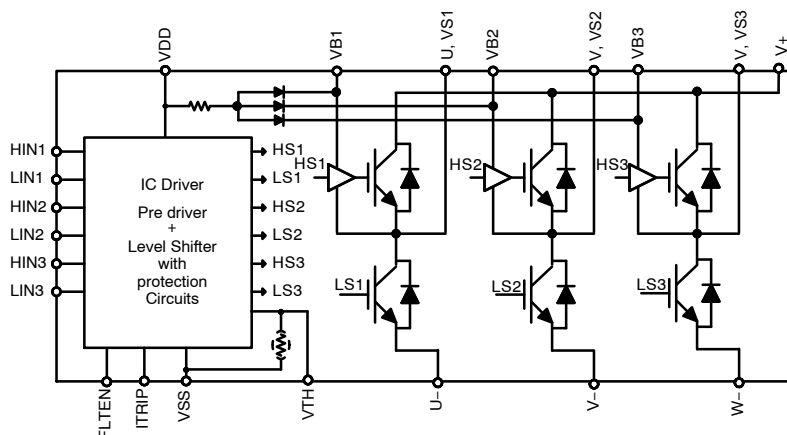 VDD
VB1
U, VS1
VB2
V, VS2
VB3
V, VS3
V+
HIN1
LIN1
HIN2
LIN2
HIN3
LIN3
IC Driver
Pre driver
+
Level Shifter
with
protection
Circuits
HS1
LS1
HS2
LS2
HS3
LS3
HS1
HS2
HS3
LS1
LS2
LS3
FLTEN
ITRIP
VSS
VTH
U−
V−
W−